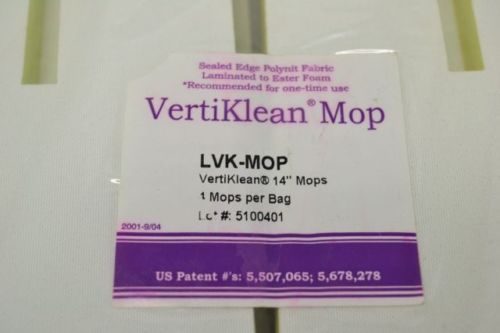 Sealed Edge Polynit Fabric
Laminated to Ester Foam
*Recommended for one-time use
VertiKlean® Mop
LVK-MOP
VertiKlean® 14" Mops
1 Mops per Bag
Lot #: 5100401
2001-9/04
US Patent #'s: 5,507,065; 5,678,278